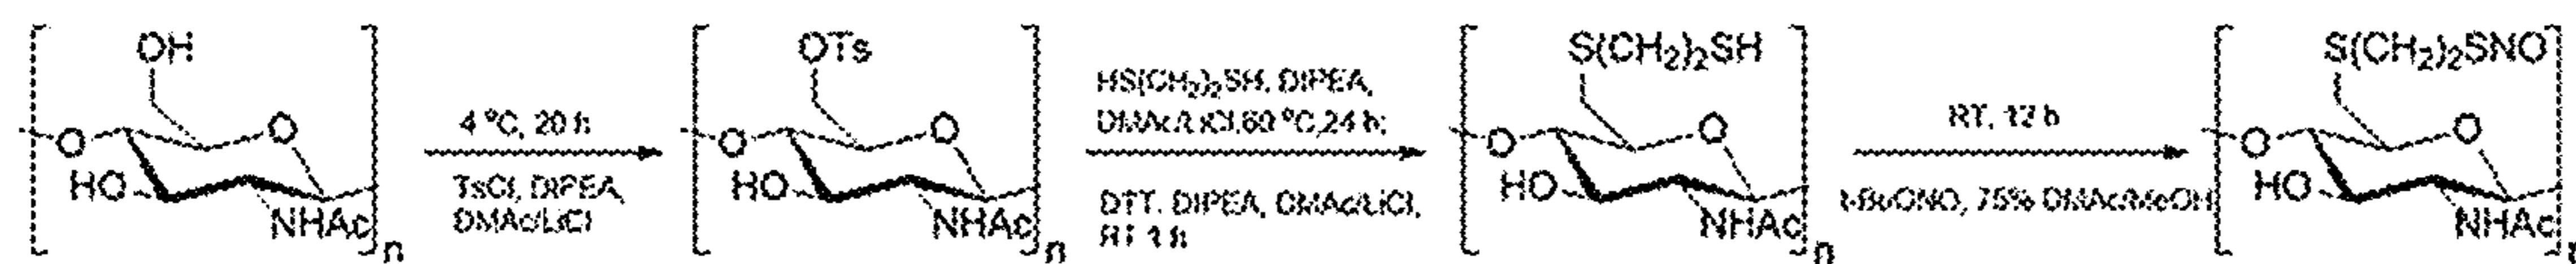 OH
O
O
HO
NHAc
n
4 °C, 20 h
TsCl, DIPEA,
DMAc/LiCl
OTs
O
O
HO
NHAc
n
HS(CH2)2SH, DIPEA,
DMAc/LiCl,60 °C,24 h;
DTT, DIPEA, DMAc/LiCl,
RT 1 h
S(CH2)2SH
O
O
HO
NHAc
n
RT, h
t-BuONO, 75% DMAc/MeOH
S(CH2)2SNO
O
O
HO
NHAc
n